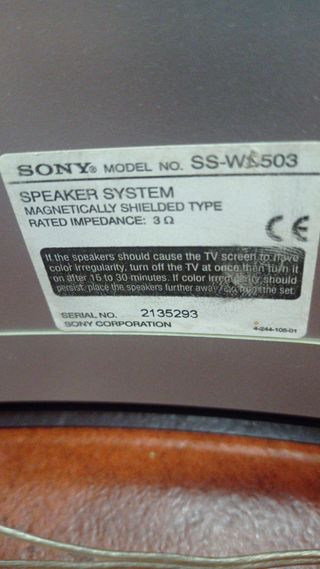 SONY® MODEL NO. SS-WS503
SPEAKER SYSTEM
MAGNETICALLY SHIELDED TYPE
RATED IMPEDANCE: 3 Ω
CE
If the speakers should cause the TV screen to have
color irregularity, turn off the TV at once then turn it
on after 15 to 30 minutes. If color irregularity should
persist, place the speakers further away from the set.
SERIAL NO. 2135293
SONY CORPORATION
4-244-105-01